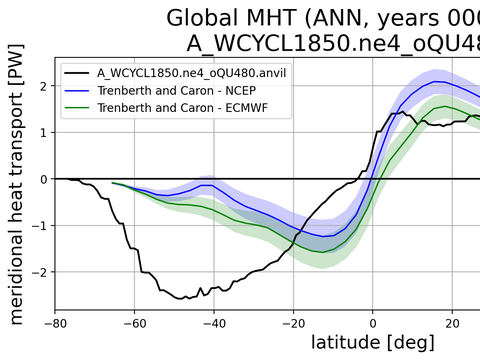 Global MHT (ANN, years 000
A_WCYCL1850.ne4_oQU48
A_WCYCL1850.ne4_oQU480.anvil
Trenberth and Caron - NCEP
Trenberth and Caron - ECMWF
meridional heat transport [PW]
2
1
0
−1
−2
−80
−60
−40
−20
0
20
latitude [deg]